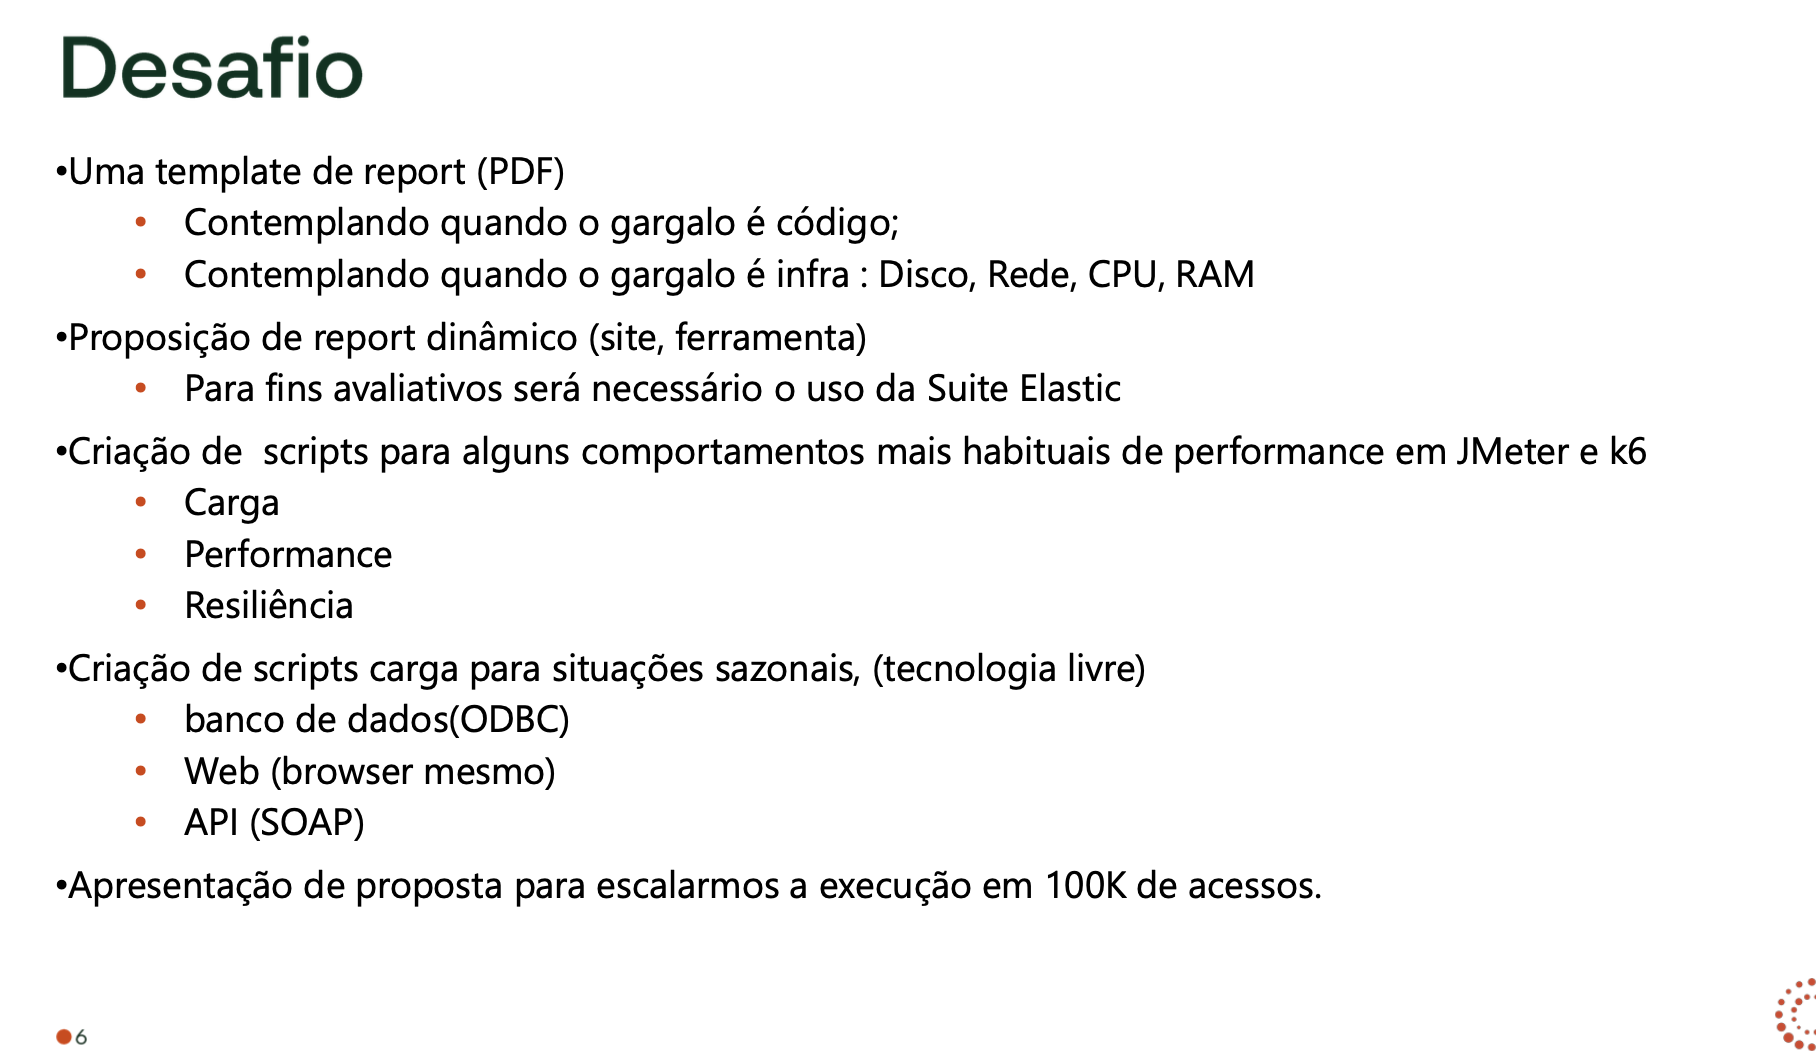 Desafio
•Uma template de report (PDF)
• Contemplando quando o gargalo é código;
• Contemplando quando o gargalo é infra : Disco, Rede, CPU, RAM
•Proposição de report dinâmico (site, ferramenta)
• Para fins avaliativos será necessário o uso da Suite Elastic
•Criação de  scripts para alguns comportamentos mais habituais de performance em JMeter e k6
• Carga
• Performance
• Resiliência
•Criação de scripts carga para situações sazonais, (tecnologia livre)
• banco de dados(ODBC)
• Web (browser mesmo)
• API (SOAP)
•Apresentação de proposta para escalarmos a execução em 100K de acessos.
6